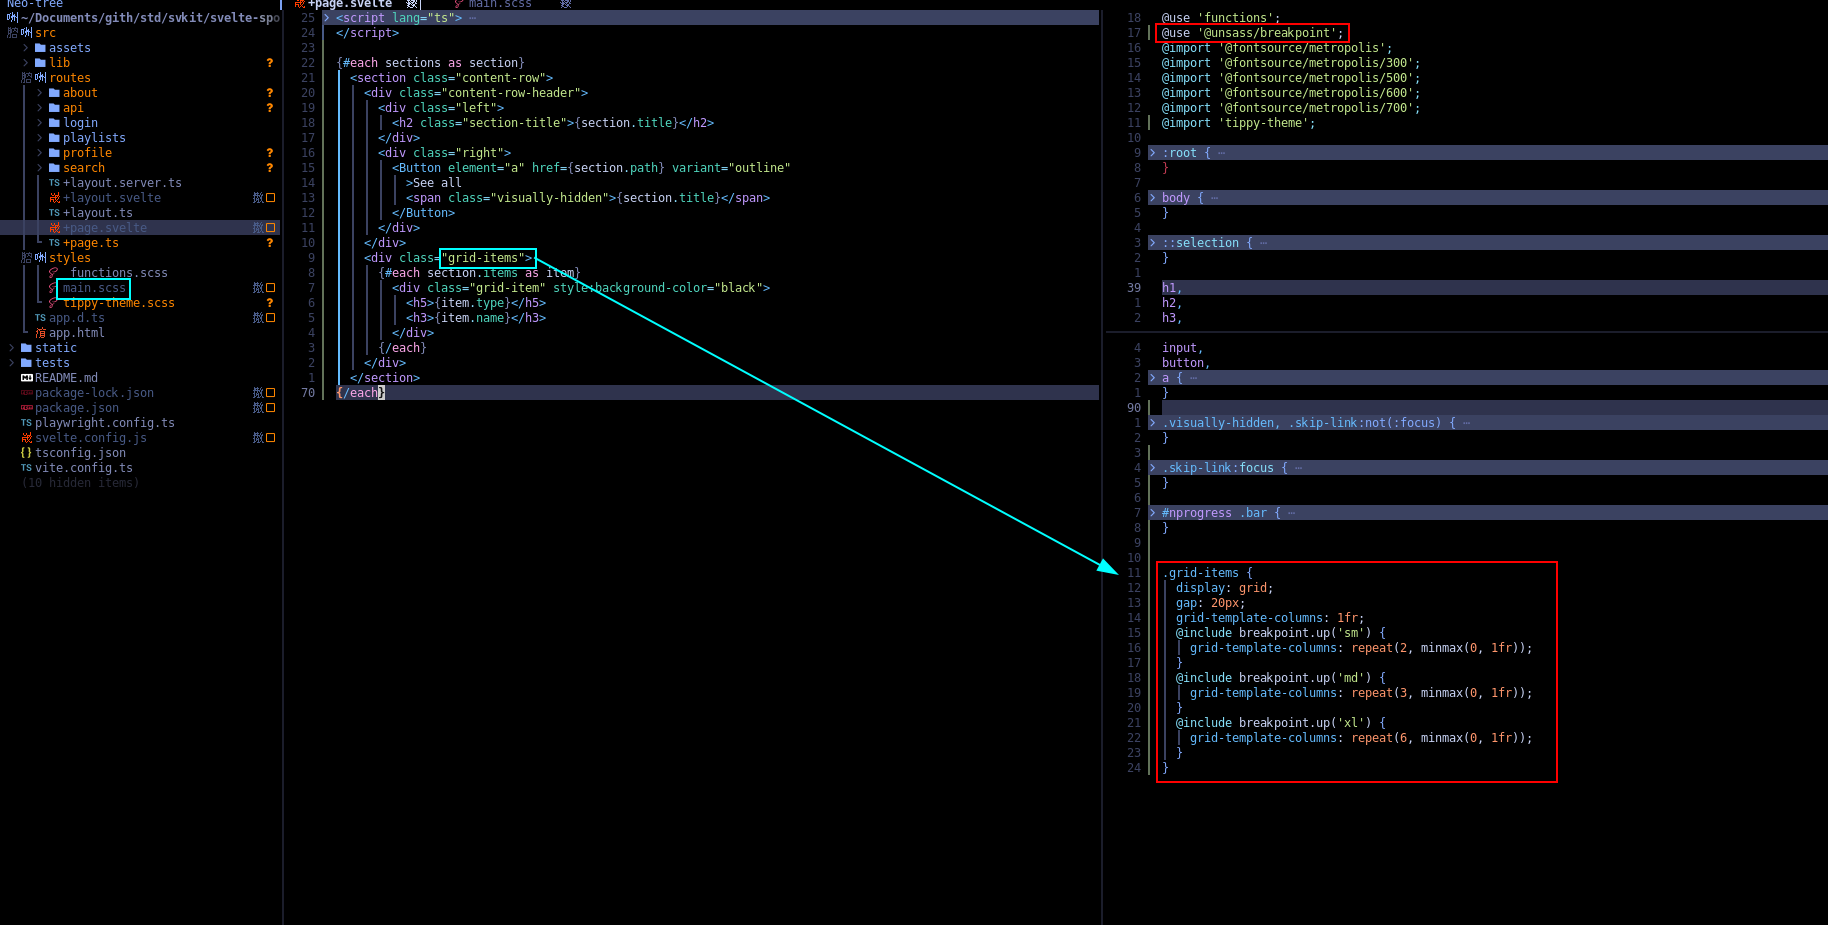 Neo-tree
~/Documents/gith/std/svkit/svelte-spo
src
assets
lib ?
routes
about ?
api ?
login
playlists
profile ?
search ?
TS +layout.server.ts
+layout.svelte
TS +layout.ts
+page.svelte
TS +page.ts ?
styles
_functions.scss
main.scss
tippy-theme.scss ?
TS app.d.ts
app.html
static
tests
README.md
package-lock.json
package.json
TS playwright.config.ts
svelte.config.js
{} tsconfig.json
TS vite.config.ts
(10 hidden items)
+page.svelte
main.scss
25 <script lang="ts"> ⋯
24 </script>
23
22 {#each sections as section}
21 <section class="content-row">
20 <div class="content-row-header">
19 <div class="left">
18 <h2 class="section-title">{section.title}</h2>
17 </div>
16 <div class="right">
15 <Button element="a" href={section.path} variant="outline"
14 >See all
13 <span class="visually-hidden">{section.title}</span>
12 </Button>
11 </div>
10 </div>
9 <div class="grid-items">
8 {#each section.items as item}
7 <div class="grid-item" style:background-color="black">
6 <h5>{item.type}</h5>
5 <h3>{item.name}</h3>
4 </div>
3 {/each}
2 </div>
1 </section>
70 {/each}
18 @use 'functions';
17 @use '@unsass/breakpoint';
16 @import '@fontsource/metropolis';
15 @import '@fontsource/metropolis/300';
14 @import '@fontsource/metropolis/500';
13 @import '@fontsource/metropolis/600';
12 @import '@fontsource/metropolis/700';
11 @import 'tippy-theme';
10
9 :root { ⋯
8 }
7
6 body { ⋯
5 }
4
3 ::selection { ⋯
2 }
1
39 h1,
1 h2,
2 h3,
4 input,
3 button,
2 a { ⋯
1 }
90
1 .visually-hidden, .skip-link:not(:focus) { ⋯
2 }
3
4 .skip-link:focus { ⋯
5 }
6
7 #nprogress .bar { ⋯
8 }
9
10
11 .grid-items {
12 display: grid;
13 gap: 20px;
14 grid-template-columns: 1fr;
15 @include breakpoint.up('sm') {
16 grid-template-columns: repeat(2, minmax(0, 1fr));
17 }
18 @include breakpoint.up('md') {
19 grid-template-columns: repeat(3, minmax(0, 1fr));
20 }
21 @include breakpoint.up('xl') {
22 grid-template-columns: repeat(6, minmax(0, 1fr));
23 }
24 }